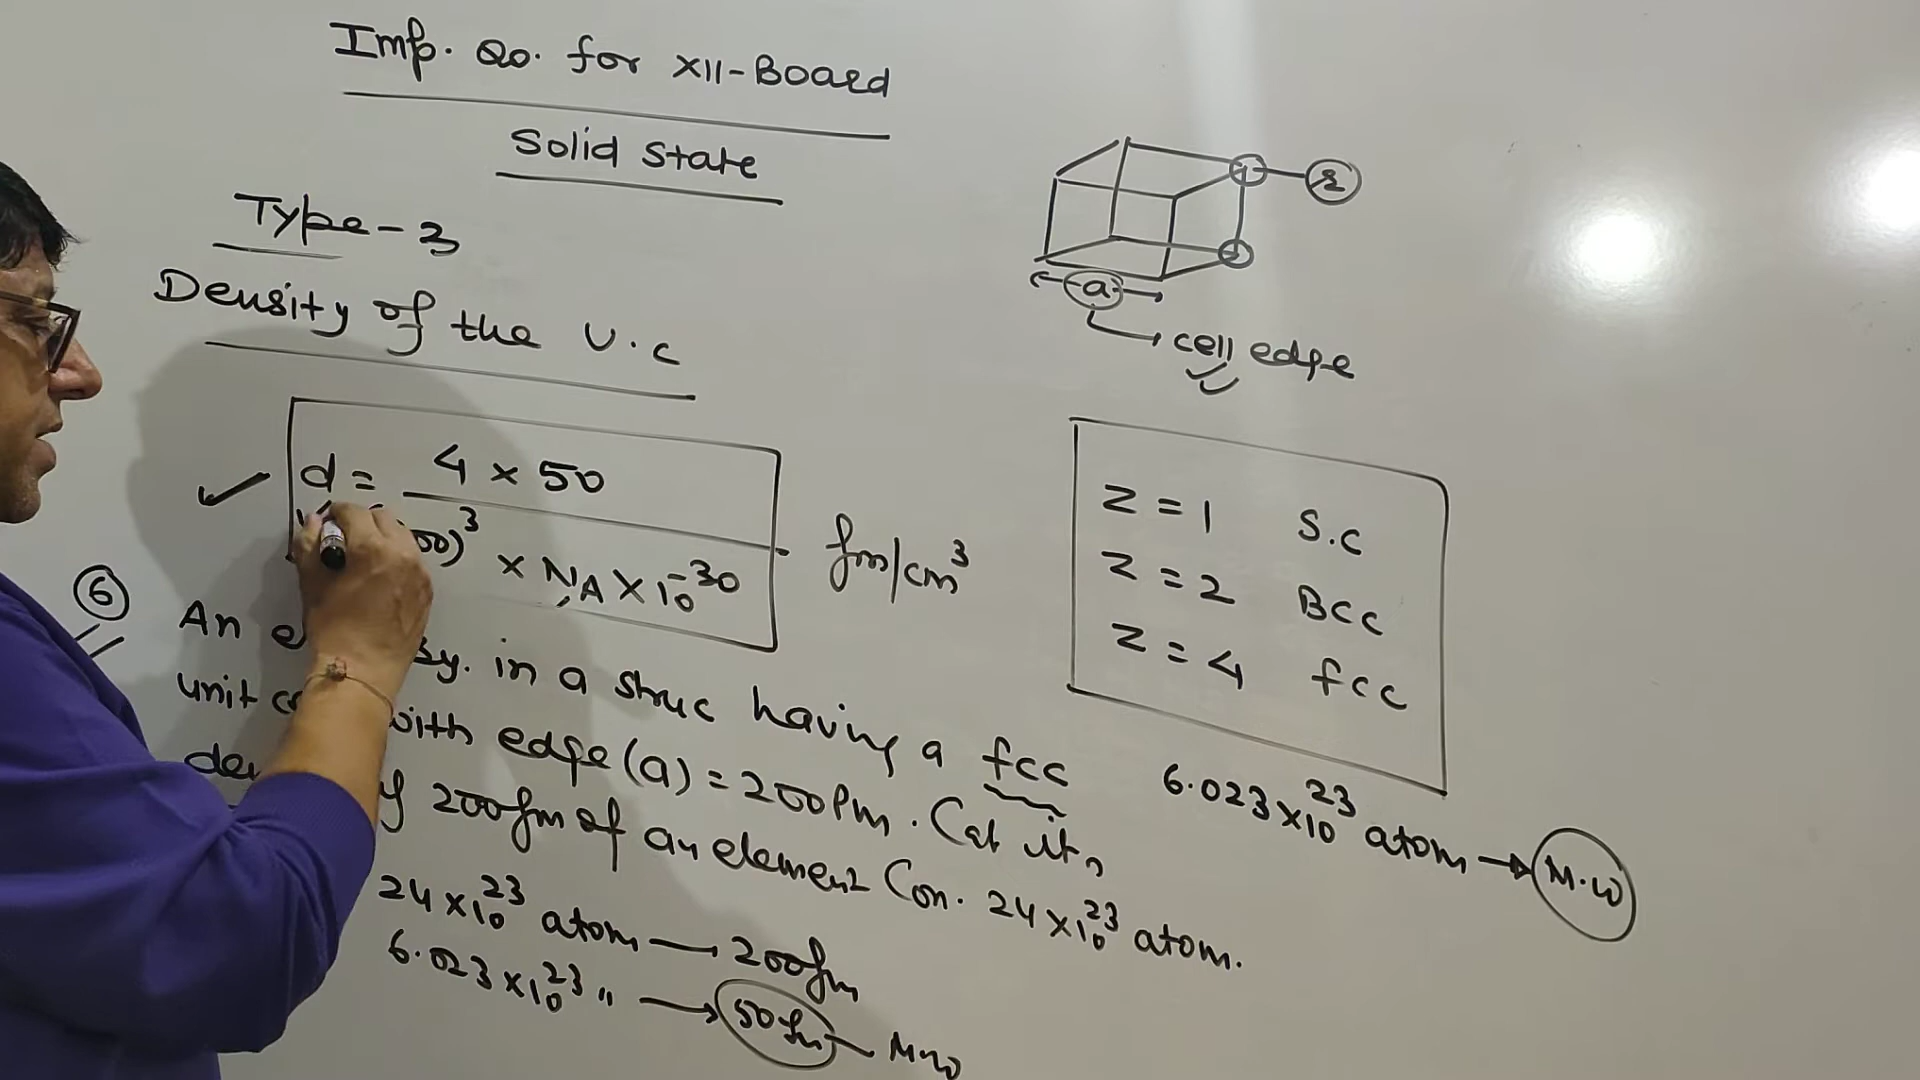 Imp. Qo. for XII-Board
Solid State
Type-3
Density of the U.C
d = 4 × 50
00)³ × NA × 10⁻³⁰
gm/cm³
6
An in a struc having a fcc
unit with edge (a) = 200 Pm. Cal its
200 gm of an element Con. 24×10²³ atom.
24×10²³ atom → 200 gm
6.023×10²³ " → 50 gm M.w
a
r
cell edge
Z = 1 S.C
Z = 2 BCC
Z = 4 fcc
6.023×10²³ atom → M.w